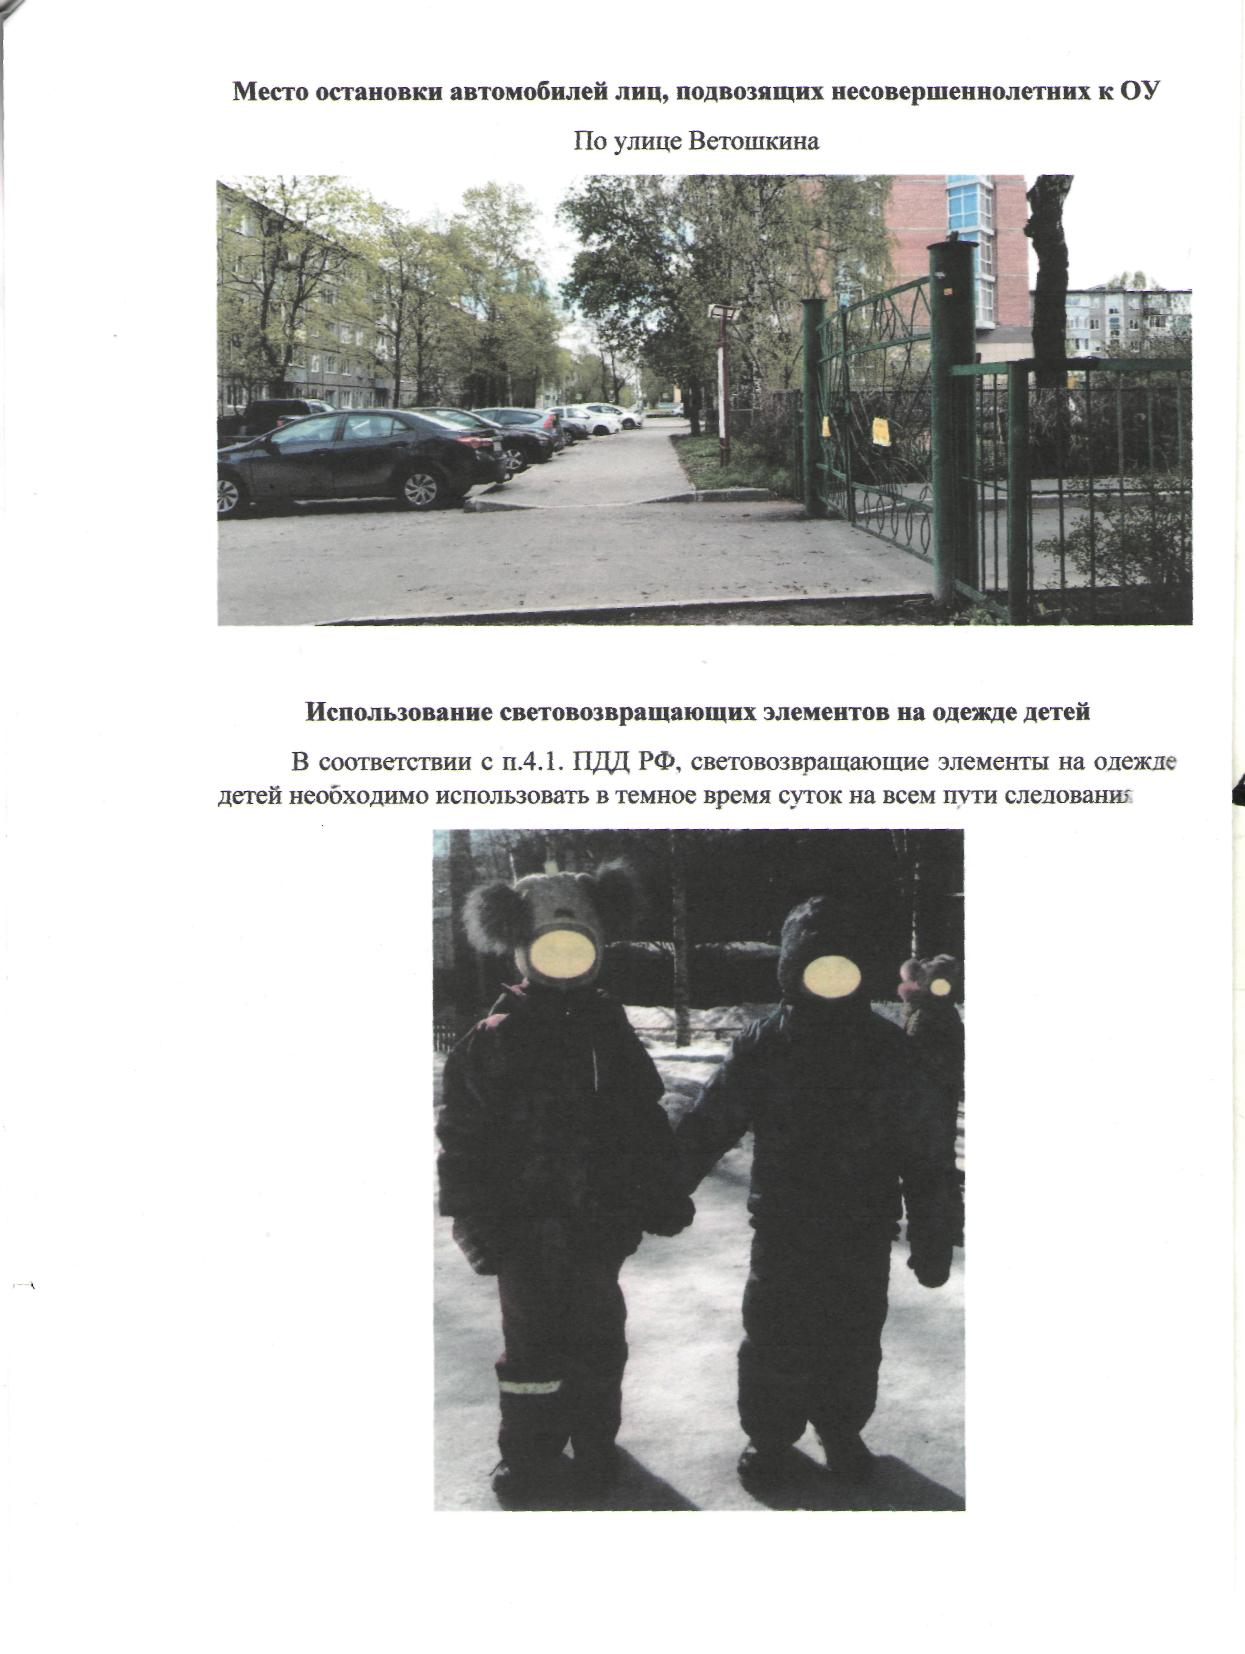 Место остановки автомобилей лиц, подвозящих несовершеннолетних к ОУ
По улице Ветошкина
Использование световозвращающих элементов на одежде детей
В соответствии с п.4.1. ПДД РФ, световозвращающие элементы на одежде
детей необходимо использовать в темное время суток на всем пути следования